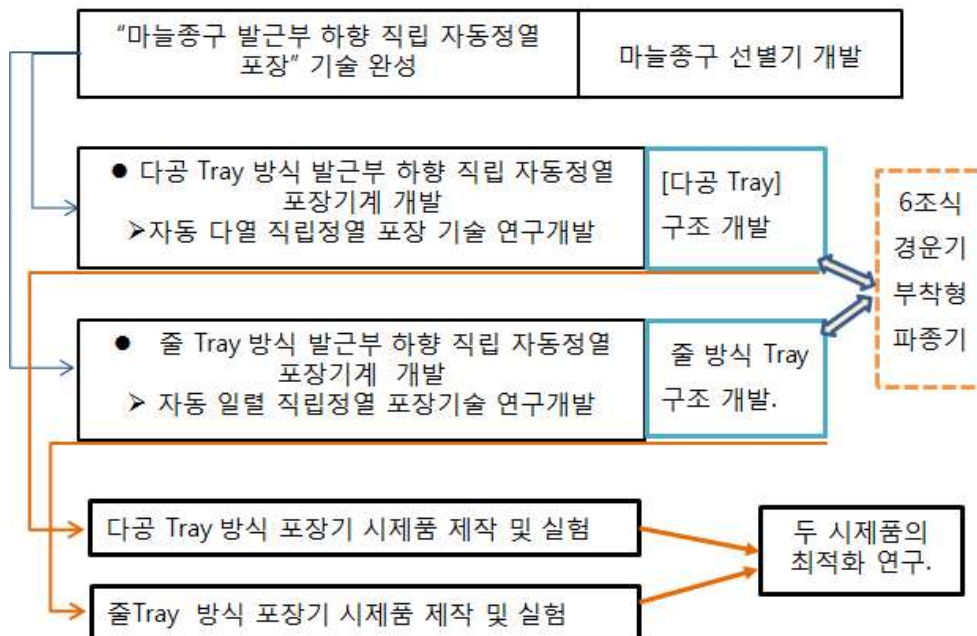 “마늘종구 발근부 하향 직립 자동정열
포장” 기술 완성
마늘종구 선별기 개발
● 다공 Tray 방식 발근부 하향 직립 자동정열
포장기계 개발
➢자동 다열 직립정열 포장 기술 연구개발
[다공 Tray]
구조 개발
6조식
경운기
부착형
파종기
● 줄 Tray 방식 발근부 하향 직립 자동정열
포장기계 개발
➢ 자동 일렬 직립정열 포장기술 연구개발
줄 방식 Tray
구조 개발.
다공 Tray 방식 포장기 시제품 제작 및 실험
두 시제품의
최적화 연구.
줄Tray 방식 포장기 시제품 제작 및 실험